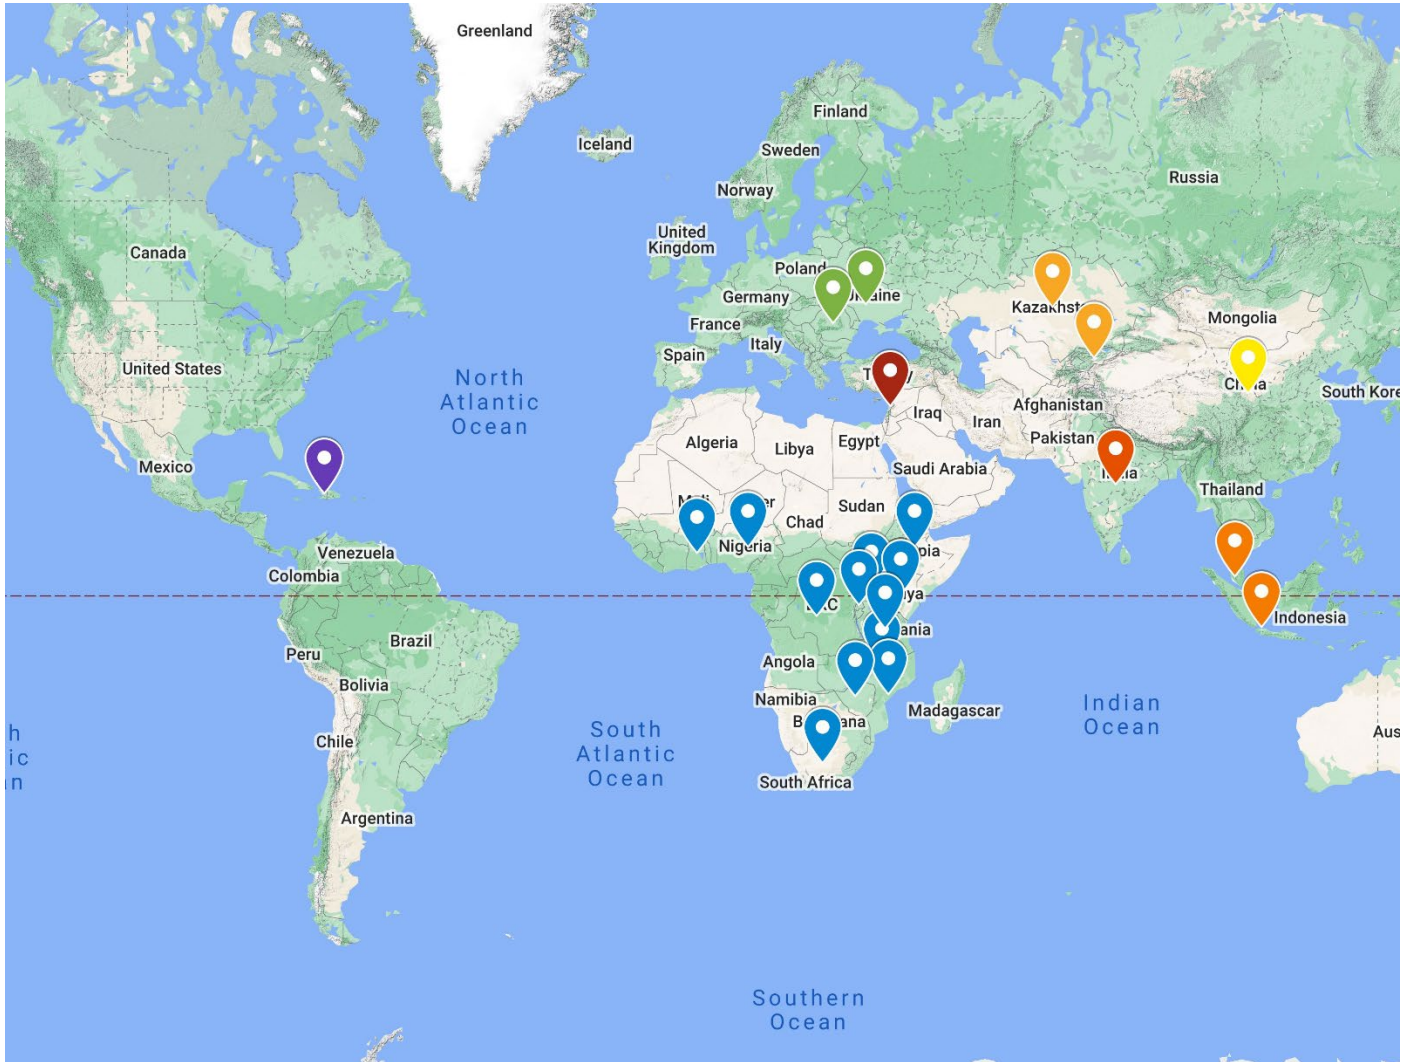 Greenland
Finland
Iceland
Sweden
Norway
Russia
United
Kingdom
Canada
Poland
Germany
Kazakhst
Mongolia
France
Italy
Spain
United States
North
Atlantic
Ocean
South Kore
Afghanistan
Iraq
Iran
Pakistan
Algeria
Libya
Egypt
Saudi Arabia
Mexico
Thailand
Sudan
Chad
Nigeria
Venezuela
Colombia
Indonesia
Brazil
Peru
Angola
Bolivia
Namibia
Madagascar
Indian
Ocean
South
Atlantic
Ocean
Chile
h
ic
n
Aus
South Africa
Argentina
Southern
Ocean